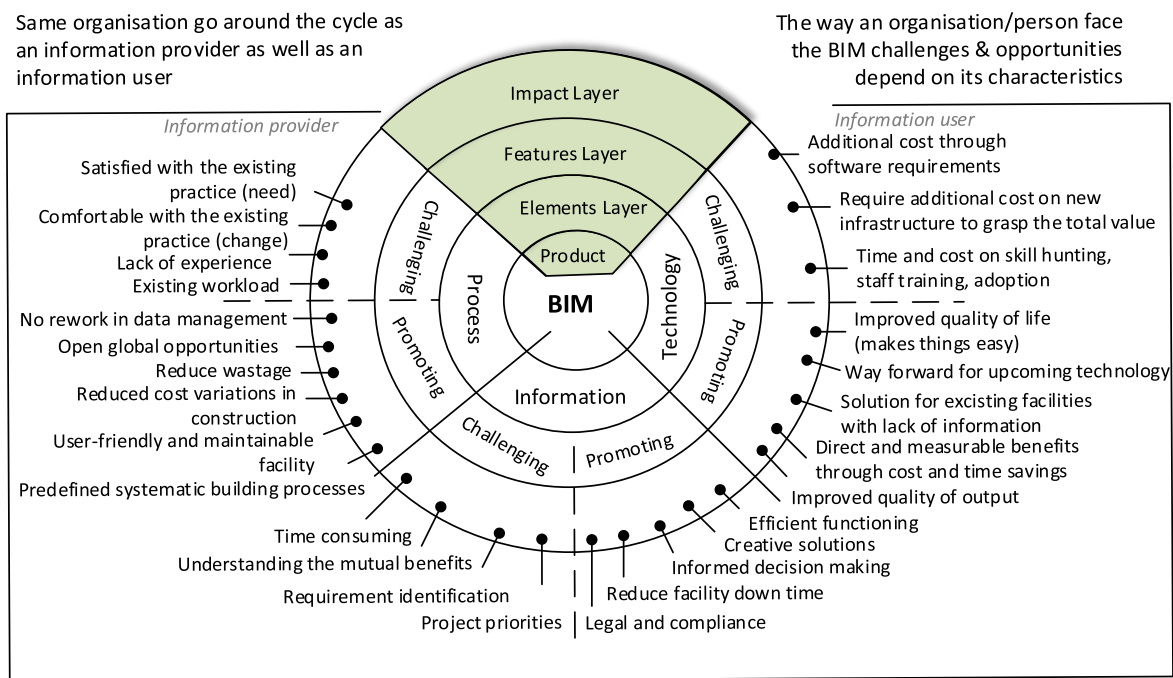 Same organisation go around the cycle as
an information provider as well as an
information user
The way an organisation/person face
the BIM challenges & opportunities
depend on its characteristics
Information provider
Information user
Impact Layer
Features Layer
Elements Layer
Product
BIM
Process
Technology
Information
Challenging
Promoting
Challenging
Promoting
Challenging
Promoting
Satisfied with the existing
practice (need)
Comfortable with the existing
practice (change)
Lack of experience
Existing workload
No rework in data management
Open global opportunities
Reduce wastage
Reduced cost variations in
construction
User-friendly and maintainable
facility
Predefined systematic building processes
Time consuming
Understanding the mutual benefits
Requirement identification
Project priorities
Legal and compliance
Reduce facility down time
Informed decision making
Creative solutions
Efficient functioning
Additional cost through
software requirements
Require additional cost on new
infrastructure to grasp the total value
Time and cost on skill hunting,
staff training, adoption
Improved quality of life
(makes things easy)
Way forward for upcoming technology
Solution for excisting facilities
with lack of information
Direct and measurable benefits
through cost and time savings
Improved quality of output